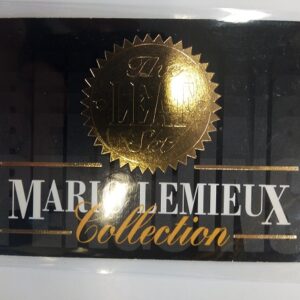 The
LEAF
Set
MARIO LEMIEUX
Collection